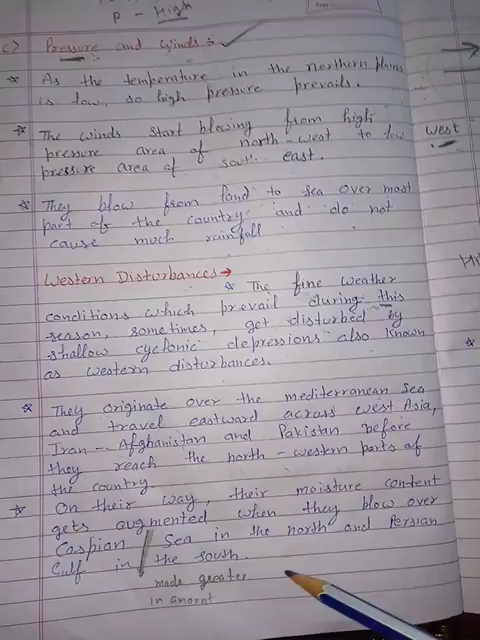 P - High
c) Pressure and Winds :-
* As the temperature in the northern plains
is low, so high pressure prevails.
* The winds start blowing from high
pressure area of north-west to low
pressure area of south east.
west
* They blow from land to sea over most
part of the country and do not
cause much rainfall
Western Disturbances →
* The fine weather
conditions which prevail during this
season, sometimes, get disturbed by
shallow cyclonic depressions also known
as western disturbances.
* They originate over the mediterranean Sea
and travel eastward across west Asia,
Iran - Afghanistan and Pakistan before
they reach the north - western parts of
the country.
* On their way, their moisture content
gets augmented when they blow over
Caspian Sea in the north and Persian
Gulf in the south.
made greater
in amount